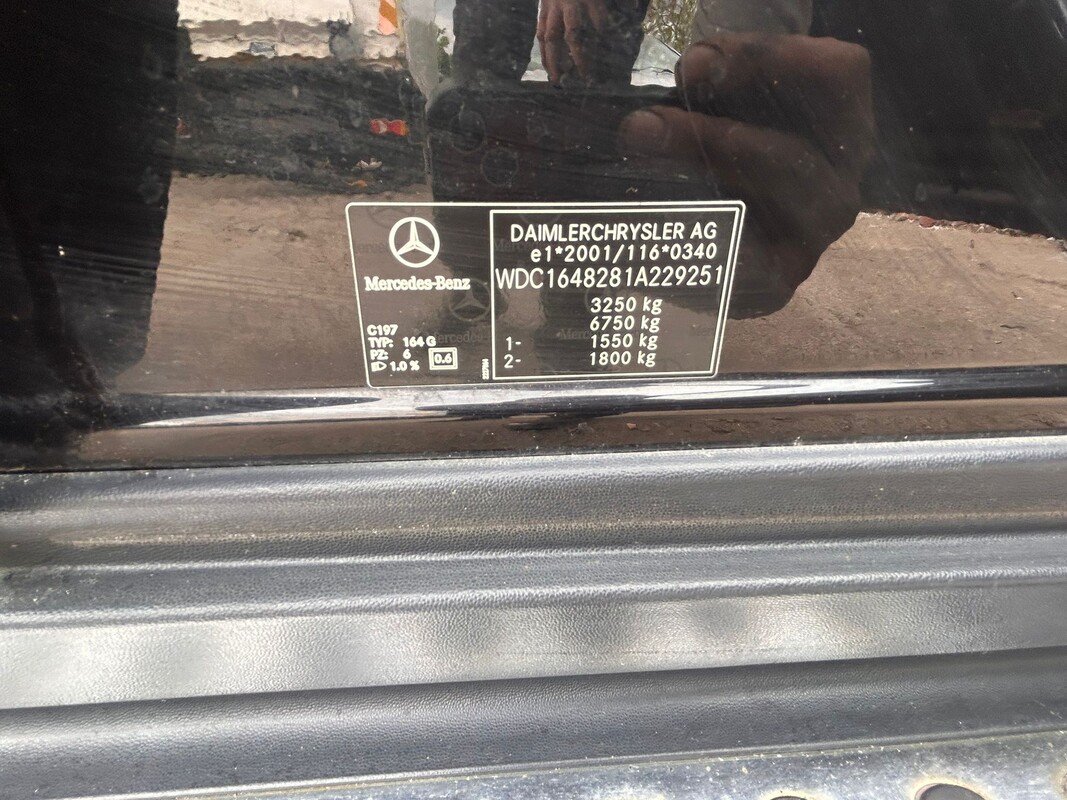 Mercedes-Benz
C197
TYP: 164 G
PZ: 6
1.0 %
0.6
DAIMLERCHRYSLER AG
e1*2001/116*0340
WDC1648281A229251
3250 kg
6750 kg
1- 1550 kg
2- 1800 kg